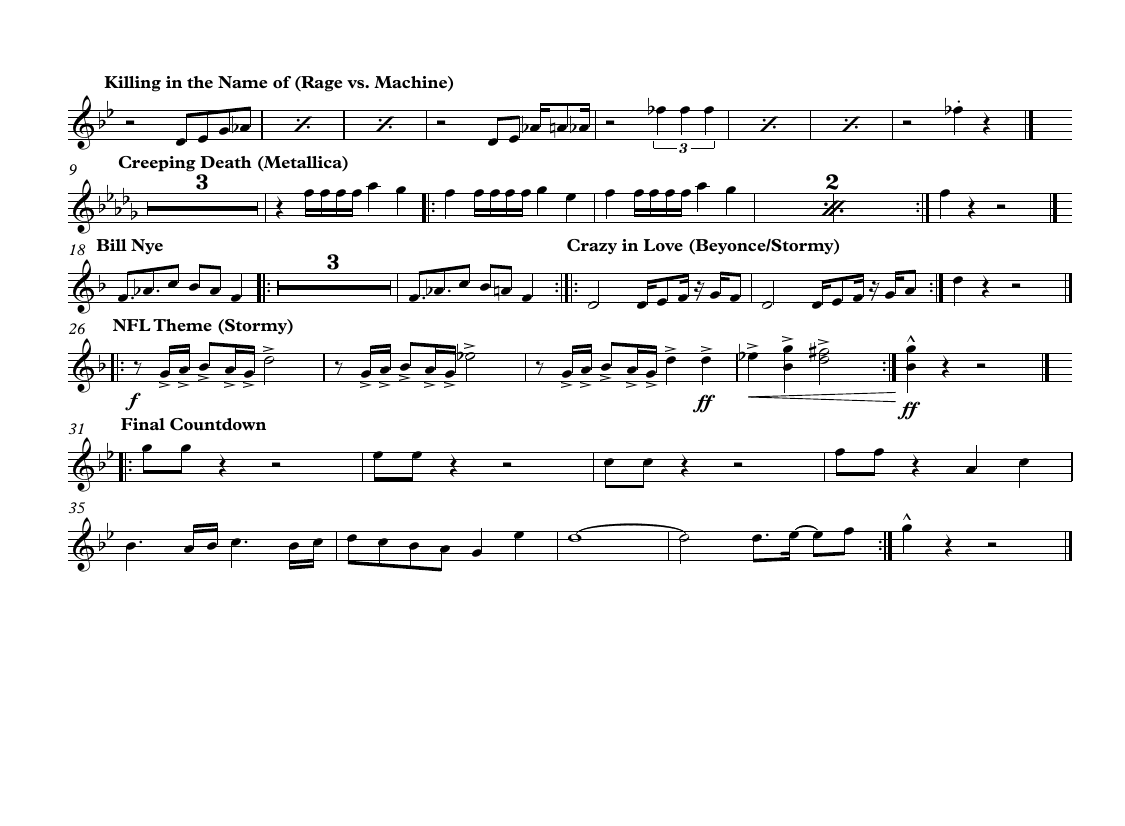 Killing in the Name of (Rage vs. Machine)
3
9 Creeping Death (Metallica)
3 2
18 Bill Nye Crazy in Love (Beyonce/Stormy)
3
26 NFL Theme (Stormy)
f ff ff
31 Final Countdown
35